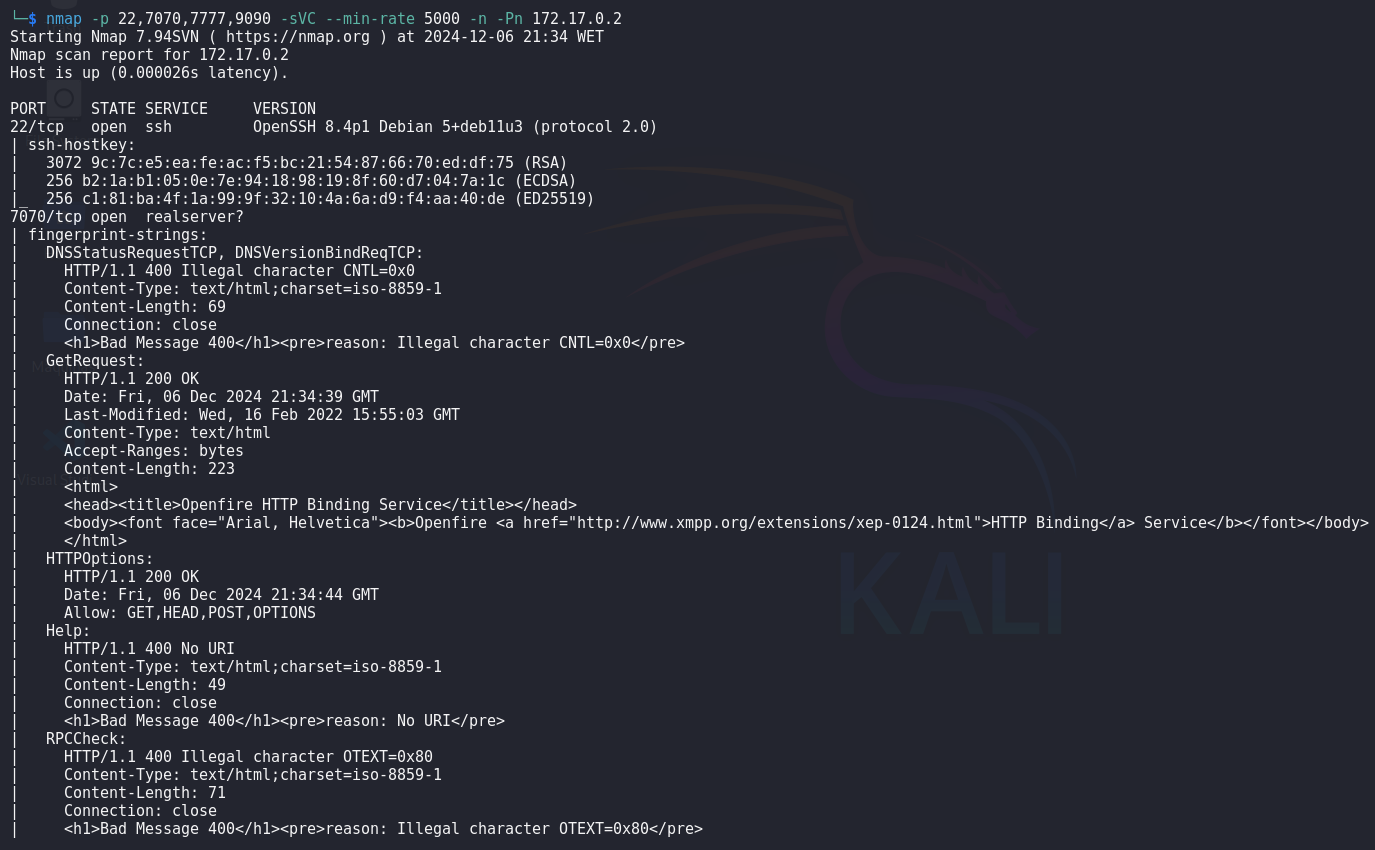 └─$ nmap -p 22,7070,7777,9090 -sVC --min-rate 5000 -n -Pn 172.17.0.2
Starting Nmap 7.94SVN ( https://nmap.org ) at 2024-12-06 21:34 WET
Nmap scan report for 172.17.0.2
Host is up (0.000026s latency).
PORT     STATE SERVICE     VERSION
22/tcp   open  ssh         OpenSSH 8.4p1 Debian 5+deb11u3 (protocol 2.0)
| ssh-hostkey:
|   3072 9c:7c:e5:ea:fe:ac:f5:bc:21:54:87:66:70:ed:df:75 (RSA)
|   256 b2:1a:b1:05:0e:7e:94:18:98:19:8f:60:d7:04:7a:1c (ECDSA)
|_  256 c1:81:ba:4f:1a:99:9f:32:10:4a:6a:d9:f4:aa:40:de (ED25519)
7070/tcp open  realserver?
| fingerprint-strings:
|   DNSStatusRequestTCP, DNSVersionBindReqTCP:
|     HTTP/1.1 400 Illegal character CNTL=0x0
|     Content-Type: text/html;charset=iso-8859-1
|     Content-Length: 69
|     Connection: close
|     <h1>Bad Message 400</h1><pre>reason: Illegal character CNTL=0x0</pre>
|   GetRequest:
|     HTTP/1.1 200 OK
|     Date: Fri, 06 Dec 2024 21:34:39 GMT
|     Last-Modified: Wed, 16 Feb 2022 15:55:03 GMT
|     Content-Type: text/html
|     Accept-Ranges: bytes
|     Content-Length: 223
|     <html>
|     <head><title>Openfire HTTP Binding Service</title></head>
|     <body><font face="Arial, Helvetica"><b>Openfire <a href="http://www.xmpp.org/extensions/xep-0124.html">HTTP Binding</a> Service</b></font></body>
|     </html>
|   HTTPOptions:
|     HTTP/1.1 200 OK
|     Date: Fri, 06 Dec 2024 21:34:44 GMT
|     Allow: GET,HEAD,POST,OPTIONS
|   Help:
|     HTTP/1.1 400 No URI
|     Content-Type: text/html;charset=iso-8859-1
|     Content-Length: 49
|     Connection: close
|     <h1>Bad Message 400</h1><pre>reason: No URI</pre>
|   RPCCheck:
|     HTTP/1.1 400 Illegal character OTEXT=0x80
|     Content-Type: text/html;charset=iso-8859-1
|     Content-Length: 71
|     Connection: close
|     <h1>Bad Message 400</h1><pre>reason: Illegal character OTEXT=0x80</pre>
KALI